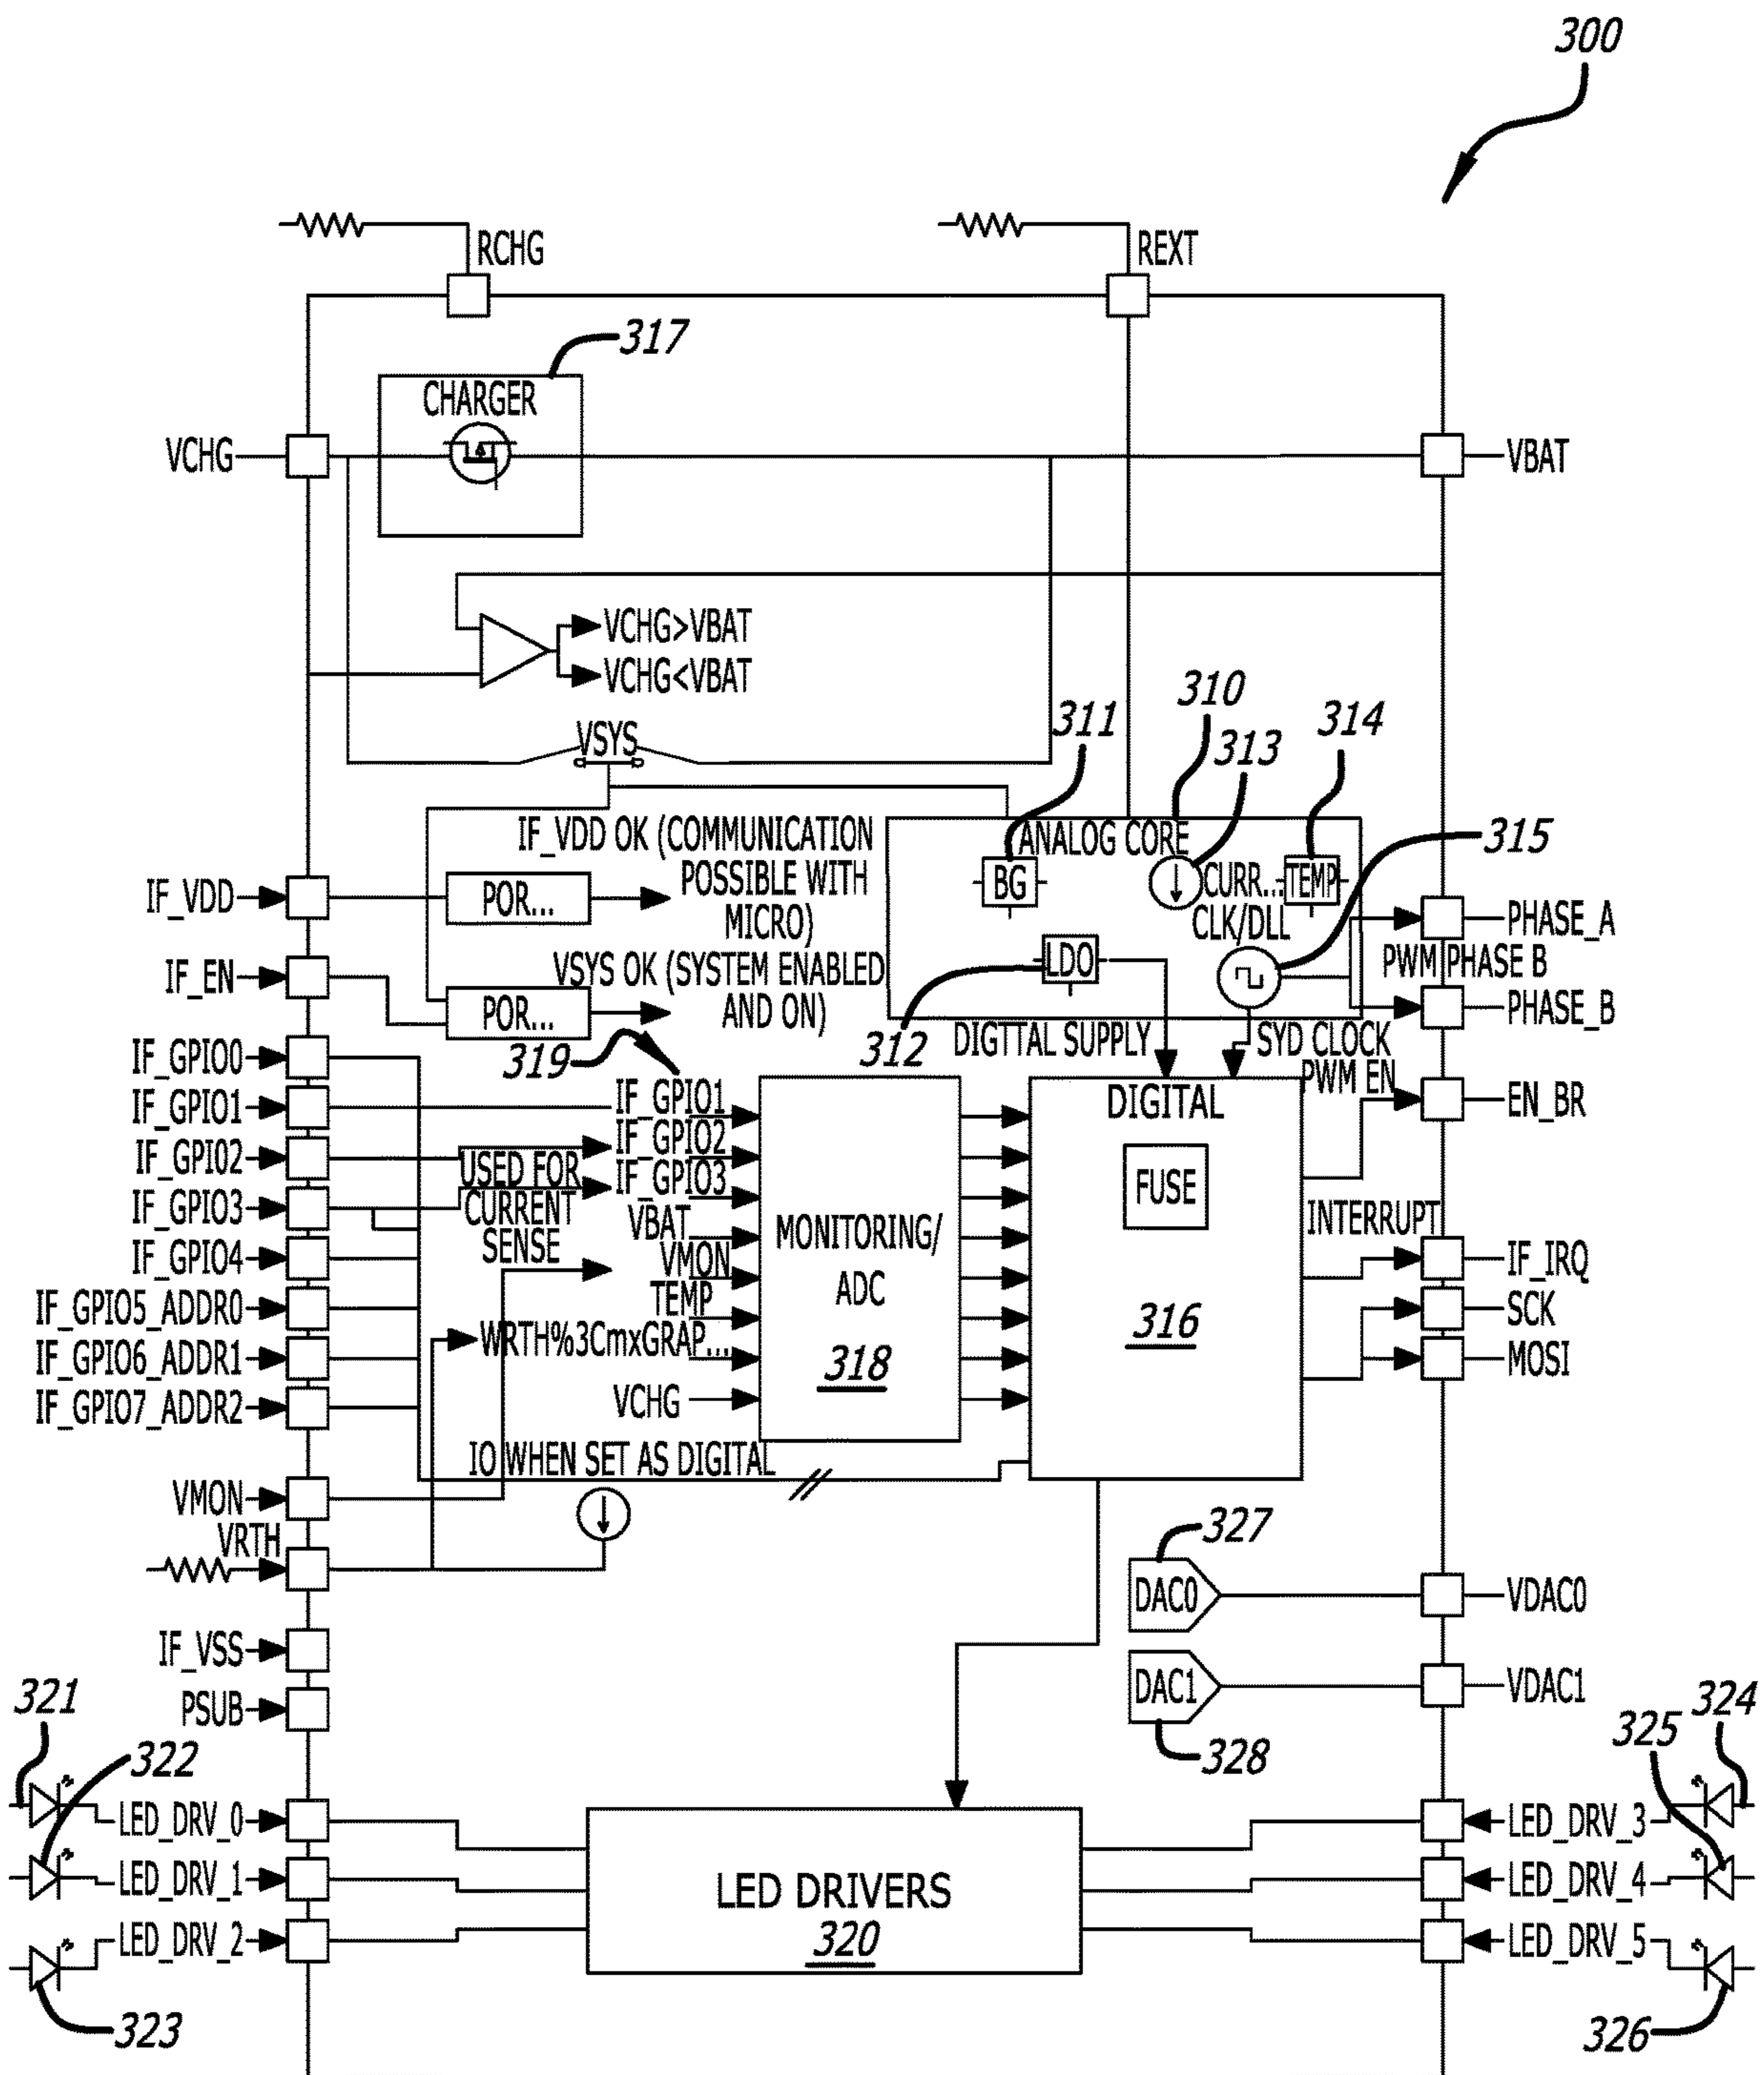 300
RCHG
REXT
317
CHARGER
VCHG
VBAT
VCHG>VBAT
VCHG<VBAT
310
311
313
314
VSYS
315
IF_VDD OK (COMMUNICATION
POSSIBLE WITH
MICRO)
ANALOG CORE
BG
CURR...
TEMP
CLK/DLL
IF_VDD
POR...
PHASE_A
PWM PHASE B
LDO
IF_EN
VSYS OK (SYSTEM ENABLED
AND ON)
POR...
PHASE_B
319
312
DIGTTAL SUPPLY
SYD CLOCK
PWM EN
IF_GPIO0
IF_GPIO1
IF_GPIO2
IF_GPIO3
IF_GPIO4
IF_GPIO5_ADDR0
IF_GPIO6_ADDR1
IF_GPIO7_ADDR2
USED FOR
CURRENT
SENSE
IF_GPIO1
IF_GPIO2
IF_GPIO3
VBAT
VMON
TEMP
WRTH%3CmxGRAP...
VCHG
MONITORING/
ADC
318
DIGITAL
FUSE
316
EN_BR
INTERRUPT
IF_IRQ
SCK
MOSI
IO WHEN SET AS DIGITAL
VMON
VRTH
327
DAC0
VDAC0
IF_VSS
PSUB
DAC1
VDAC1
328
321
322
323
324
325
326
LED_DRV_0
LED_DRV_1
LED_DRV_2
LED DRIVERS
320
LED_DRV_3
LED_DRV_4
LED_DRV_5